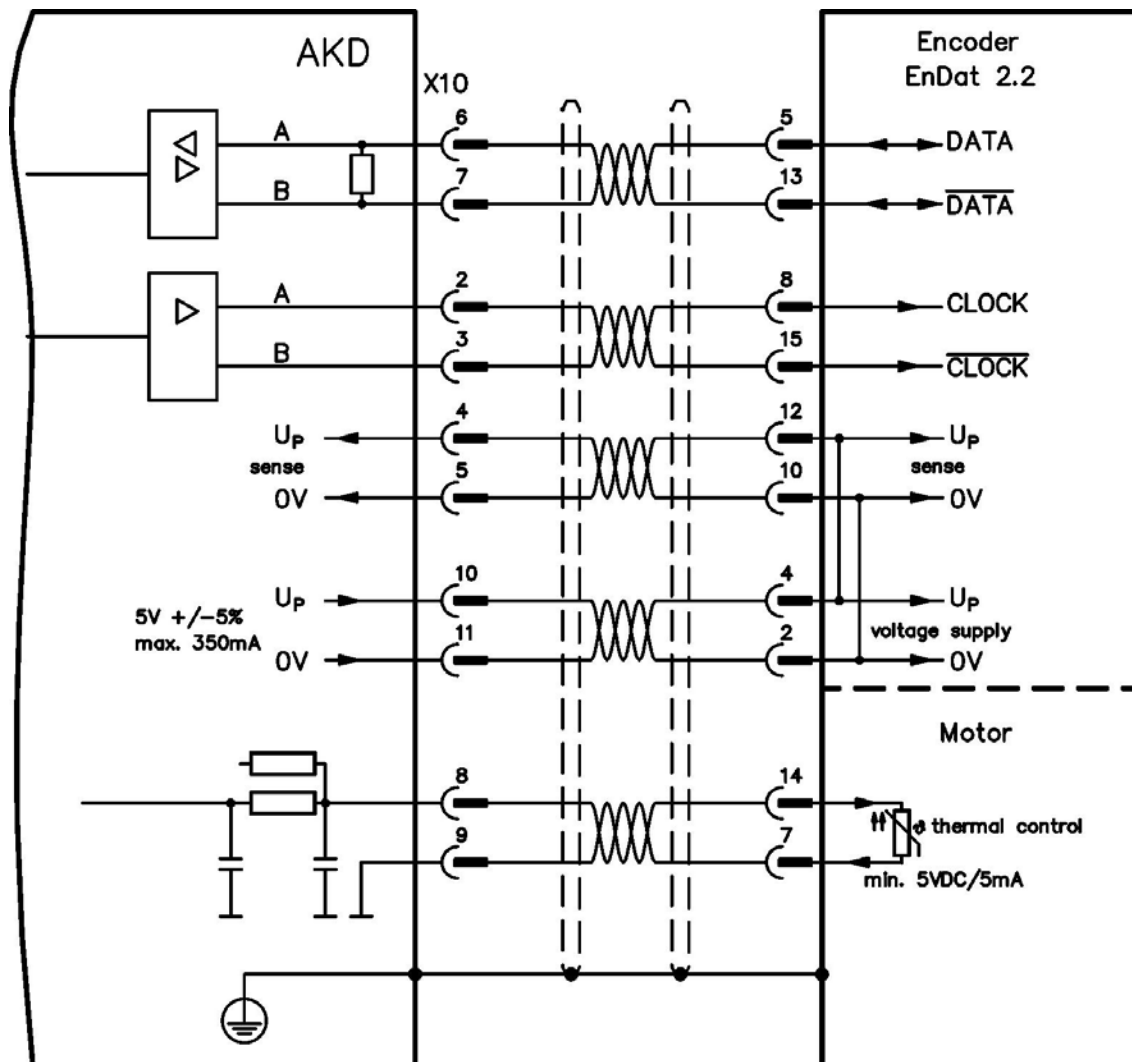 AKD
X10
Encoder
EnDat 2.2
A
6
5
DATA
B
7
13
DATA
A
2
8
CLOCK
B
3
15
CLOCK
UP
4
12
UP
sense
sense
0V
5
10
0V
5V +/-5%
max. 350mA
UP
10
4
UP
voltage supply
0V
11
2
0V
Motor
8
14
ϑ thermal control
9
7
min. 5VDC/5mA